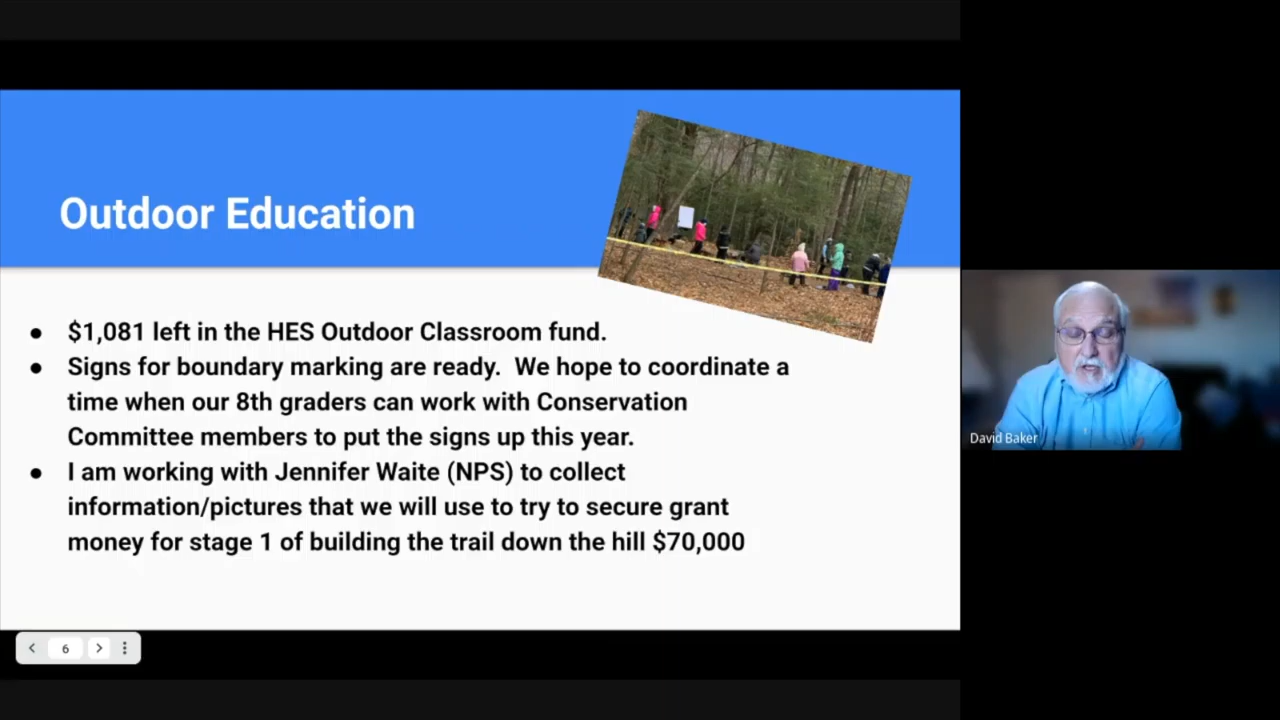 Outdoor Education
● $1,081 left in the HES Outdoor Classroom fund.
● Signs for boundary marking are ready.  We hope to coordinate a
time when our 8th graders can work with Conservation
Committee members to put the signs up this year.
● I am working with Jennifer Waite (NPS) to collect
information/pictures that we will use to try to secure grant
money for stage 1 of building the trail down the hill $70,000
David Baker
6